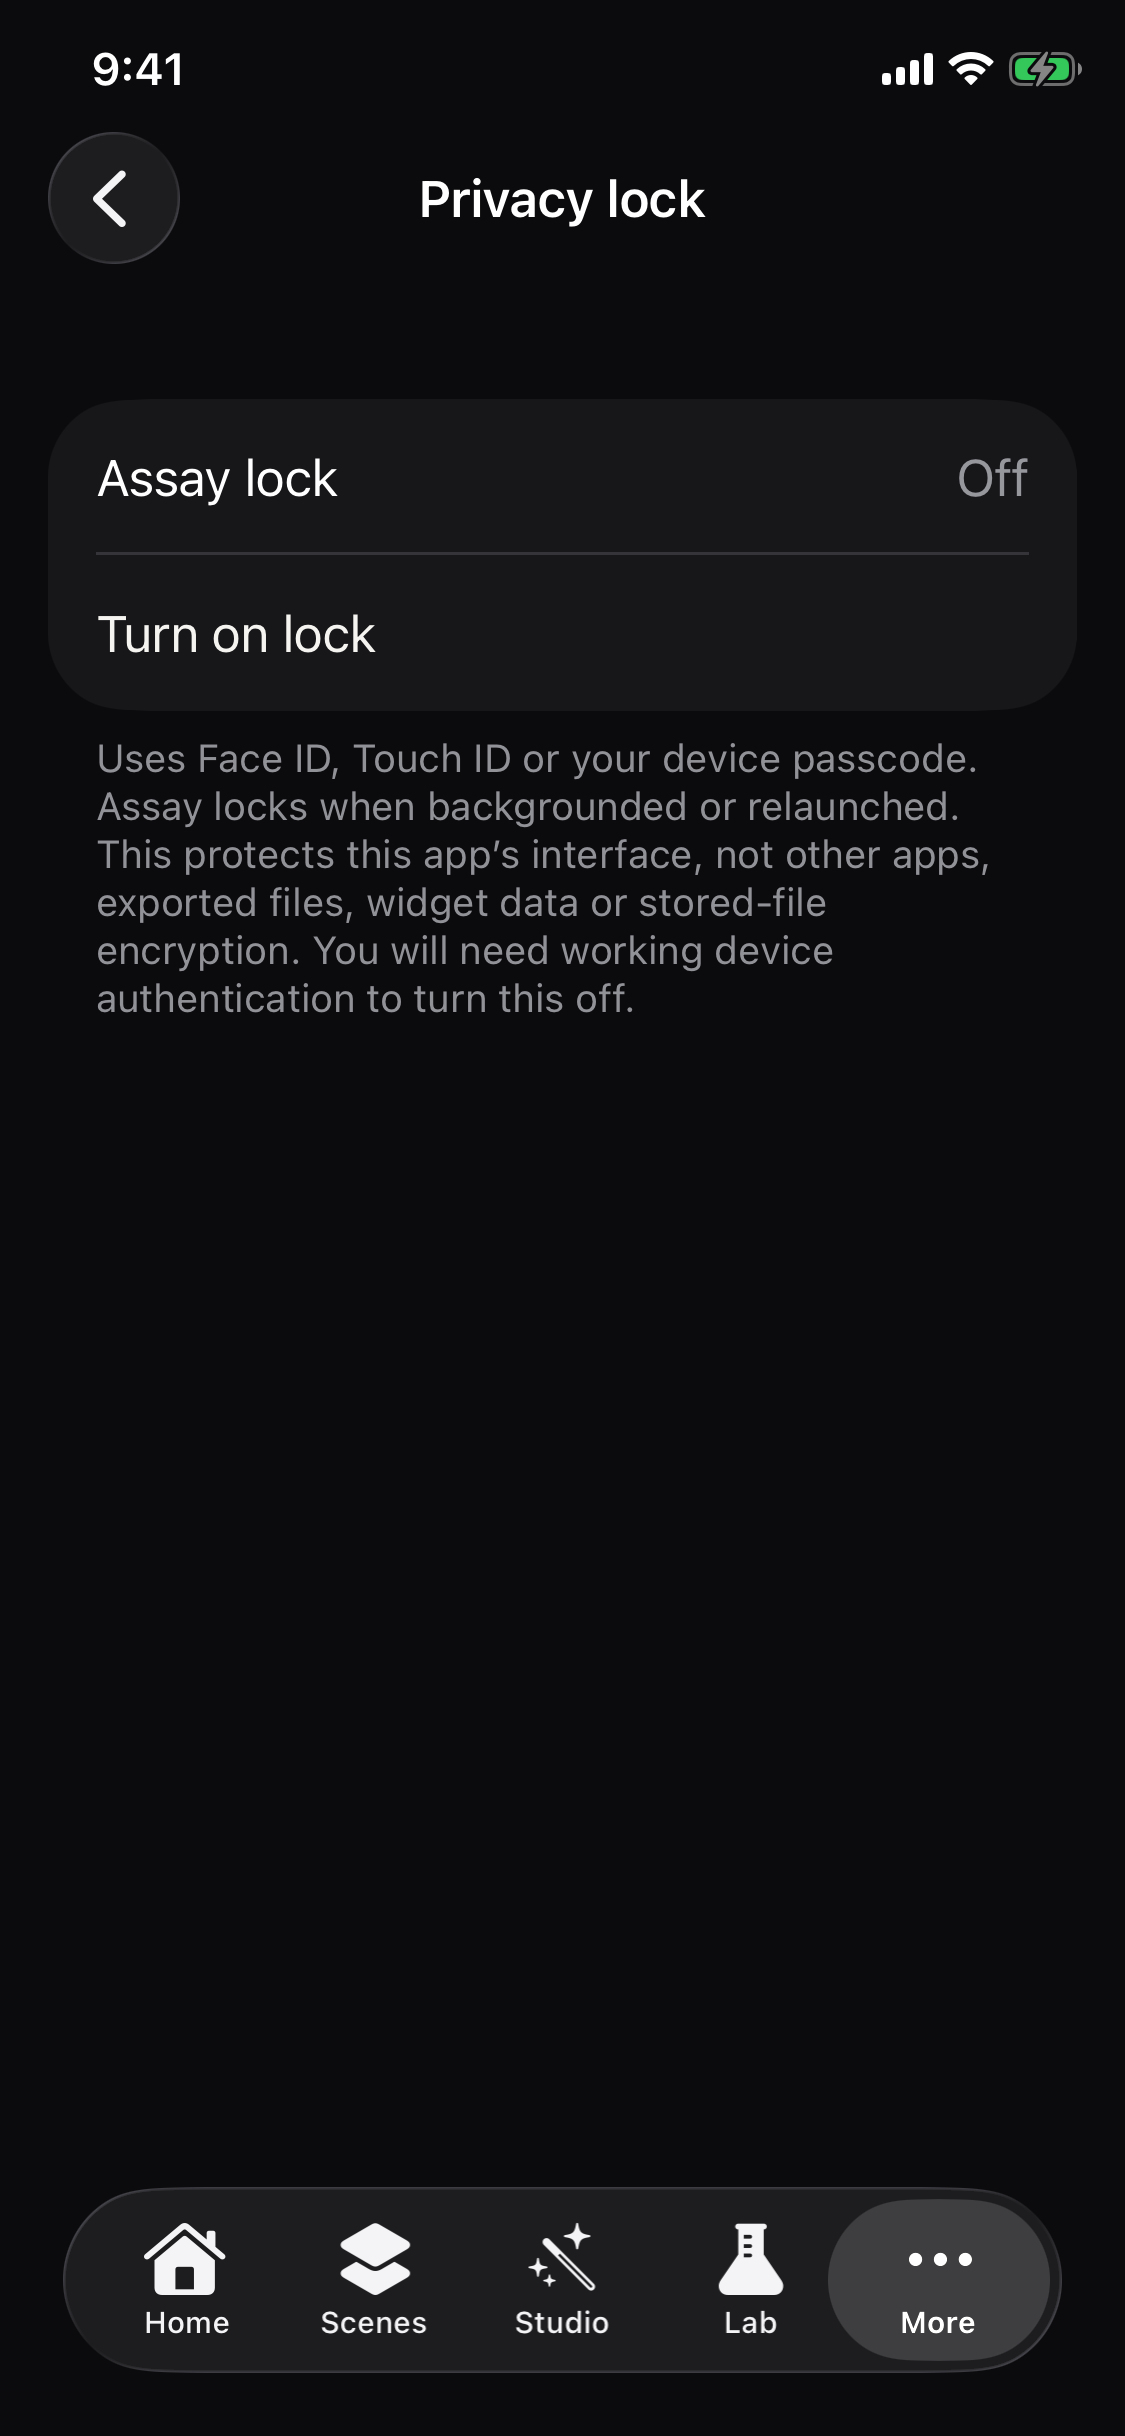 9:41
Privacy lock
Assay lock
Off
Turn on lock
Uses Face ID, Touch ID or your device passcode.
Assay locks when backgrounded or relaunched.
This protects this app’s interface, not other apps,
exported files, widget data or stored-file
encryption. You will need working device
authentication to turn this off.
Home
Scenes
Studio
Lab
More